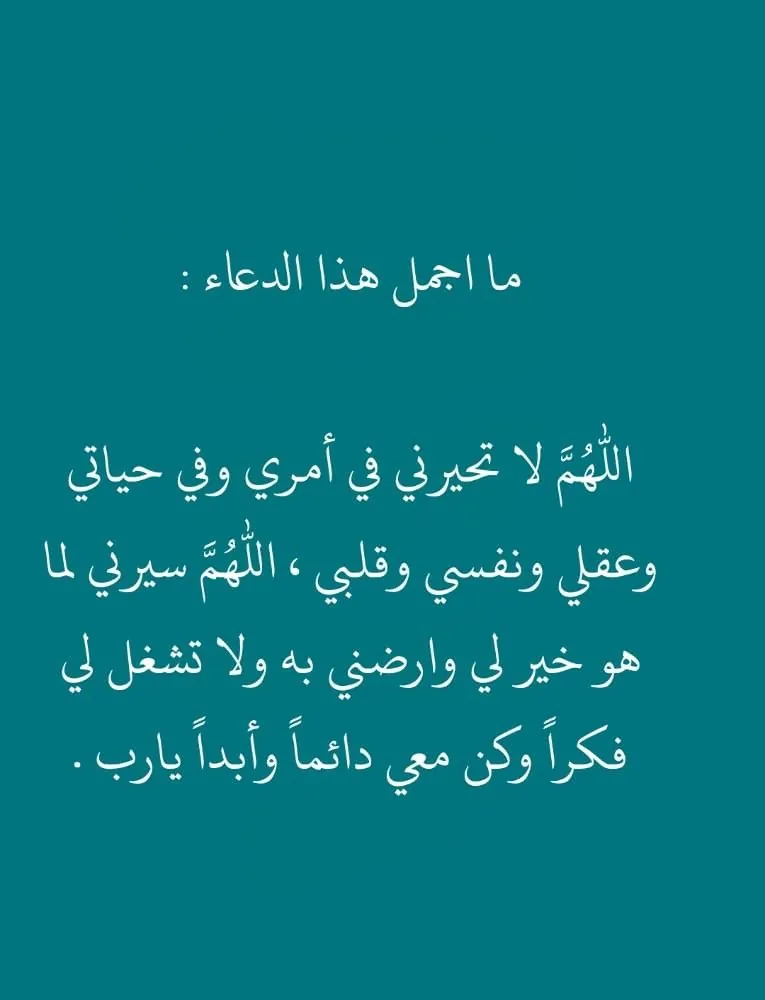 ما اجمل هذا الدعاء :
اللّٰهُمَّ لا تحيرني في أمري وفي حياتي
وعقلي ونفسي وقلبي ، اللّٰهُمَّ سيرني لما
هو خير لي وارضني به ولا تشغل لي
فكراً وكن معي دائماً وأبداً يارب .